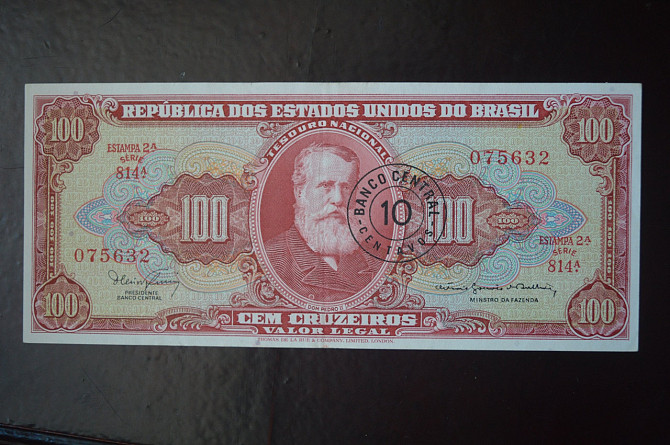 REPÚBLICA DOS ESTADOS UNIDOS DO BRASIL
TESOURO NACIONAL
100
100
ESTAMPA 2ª
SÉRIE
814ª
075632
100
100
100
100
BANCO CENTRAL
10
CENTAVOS
075632
ESTAMPA 2ª
SÉRIE
814ª
PRESIDENTE
BANCO CENTRAL
DOM PEDRO II
MINISTRO DA FAZENDA
100
100
CEM CRUZEIROS
VALOR LEGAL
THOMAS DE LA RUE & COMPANY, LIMITED, LONDON.